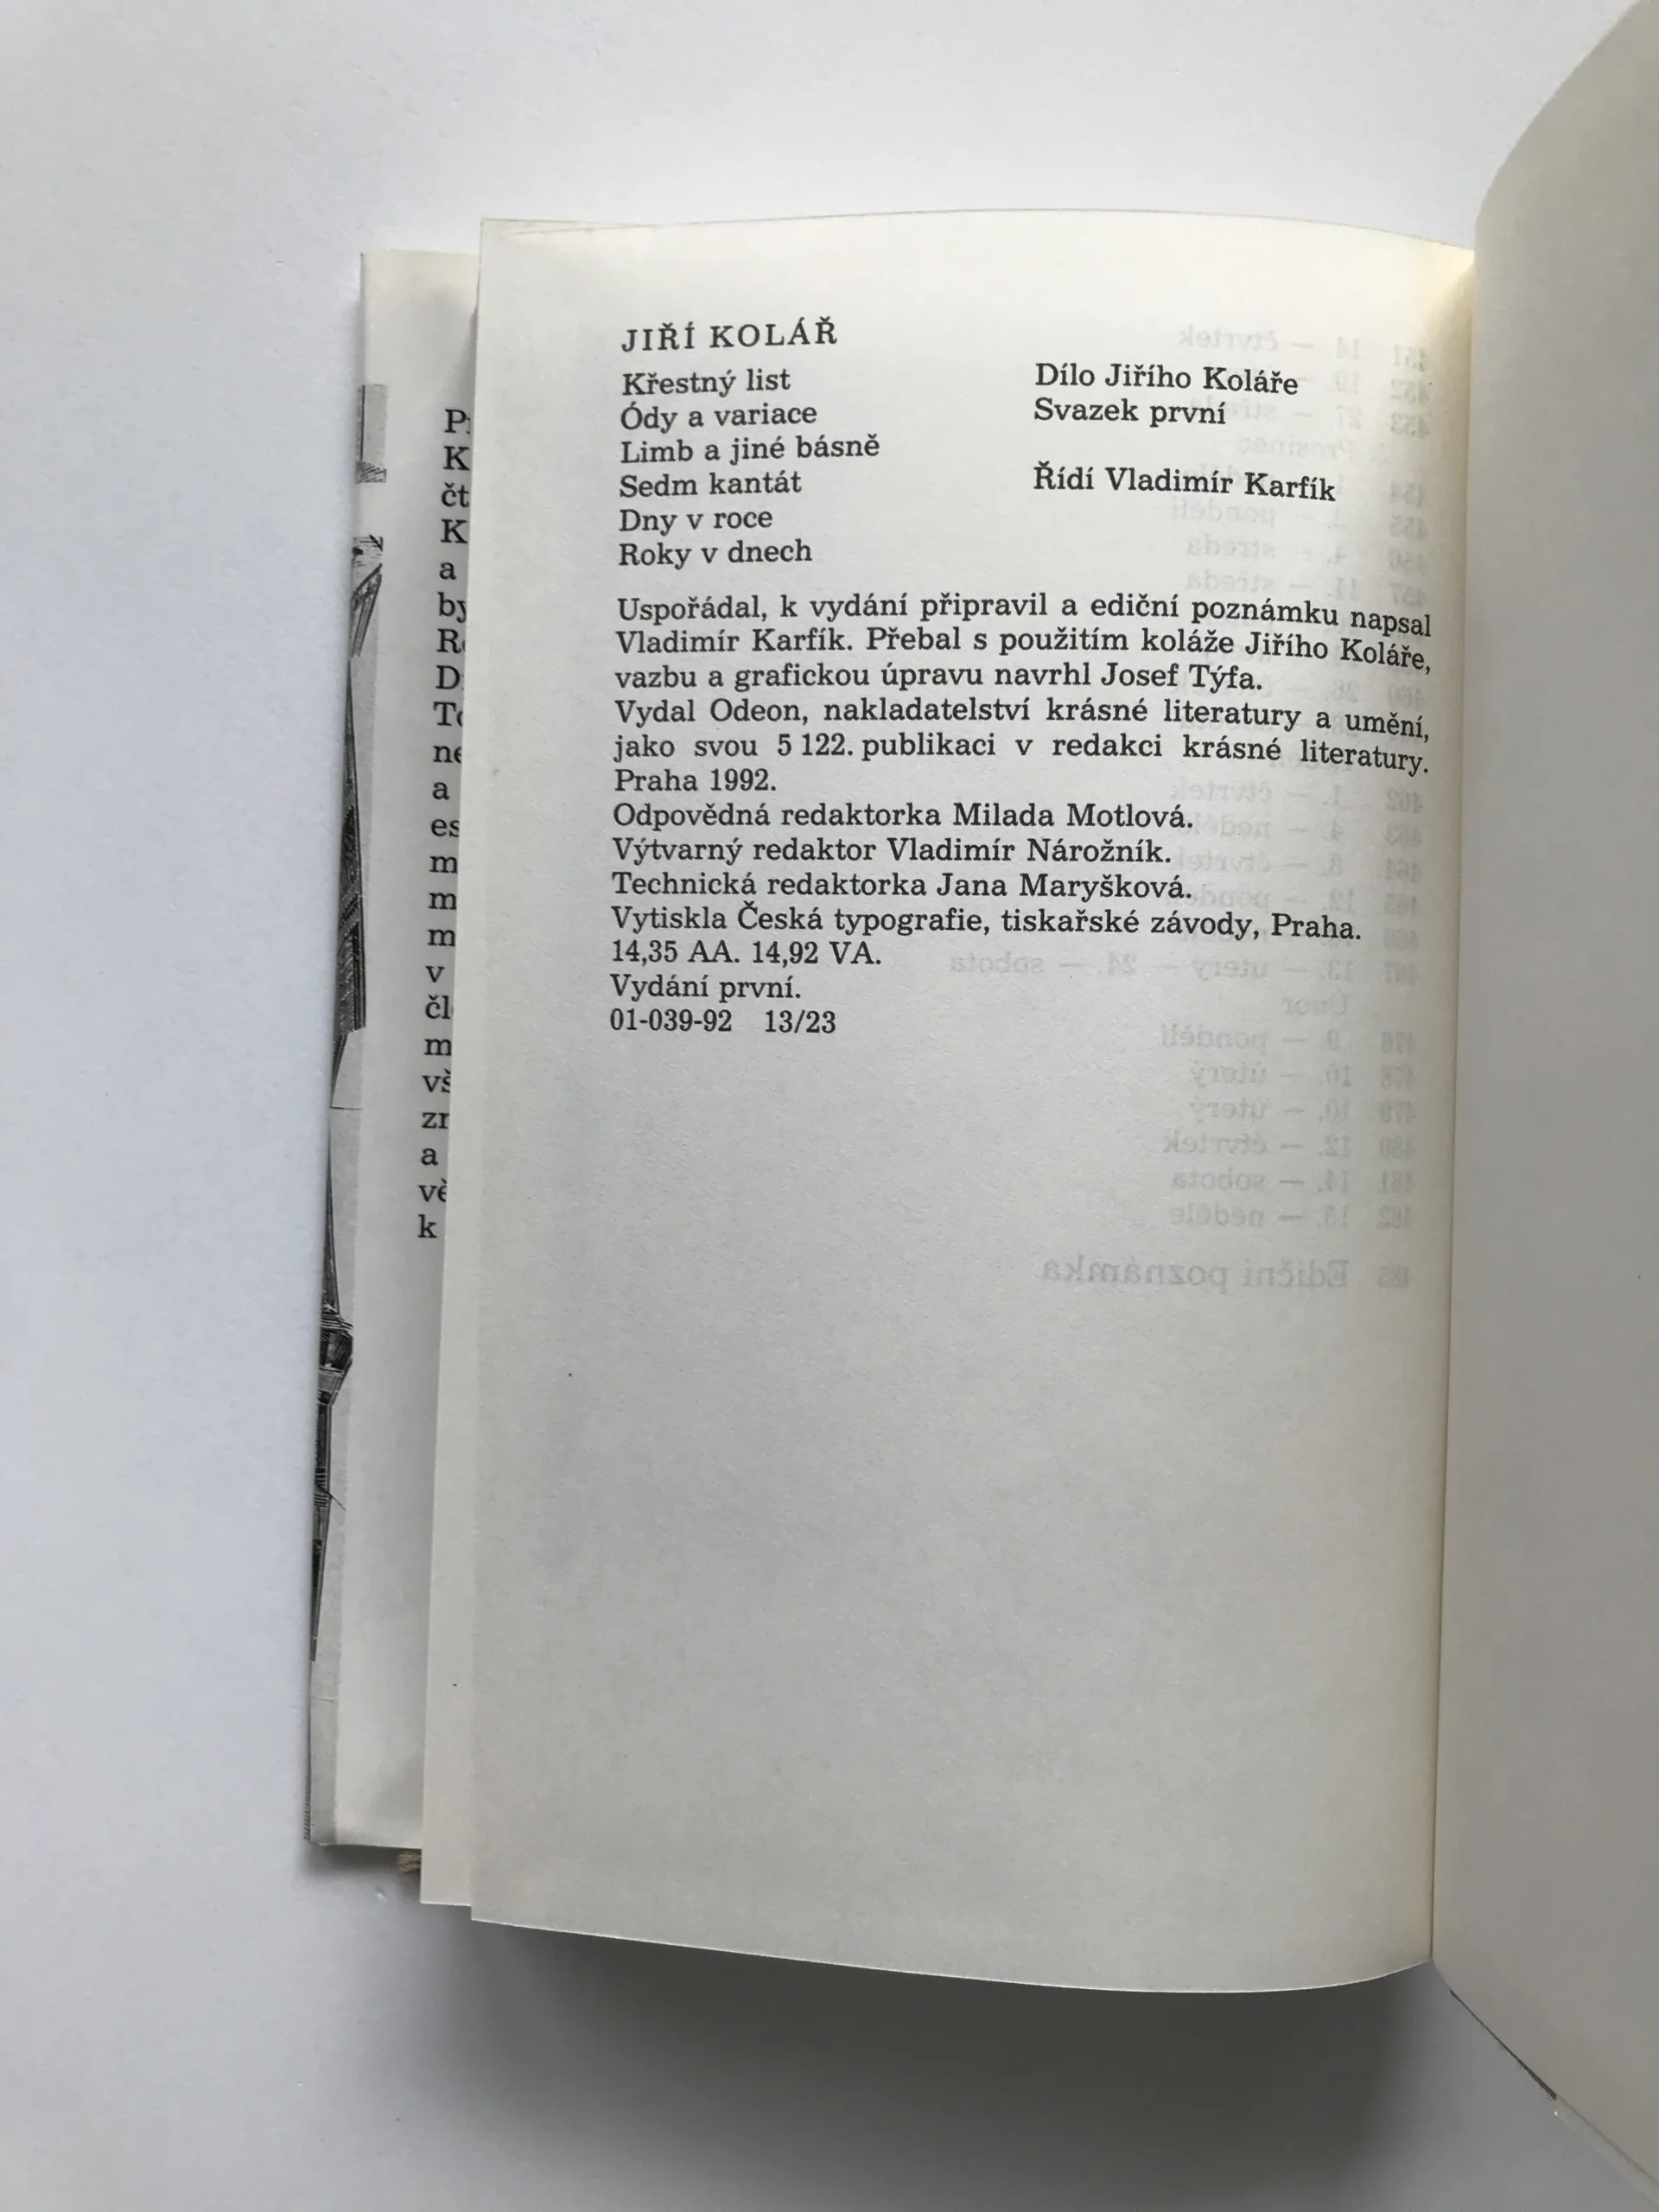 JIŘÍ KOLÁŘ
Křestný list
Ódy a variace
Limb a jiné básně
Sedm kantát
Dny v roce
Roky v dnech
Dílo Jiřího Koláře
Svazek první
Řídí Vladimír Karfík
Uspořádal, k vydání připravil a ediční poznámku napsal
Vladimír Karfík. Přebal s použitím koláže Jiřího Koláře,
vazbu a grafickou úpravu navrhl Josef Týfa.
Vydal Odeon, nakladatelství krásné literatury a umění,
jako svou 5 122. publikaci v redakci krásné literatury.
Praha 1992.
Odpovědná redaktorka Milada Motlová.
Výtvarný redaktor Vladimír Nárožník.
Technická redaktorka Jana Maryšková.
Vytiskla Česká typografie, tiskařské závody, Praha.
14,35 AA. 14,92 VA.
Vydání první.
01-039-92 13/23